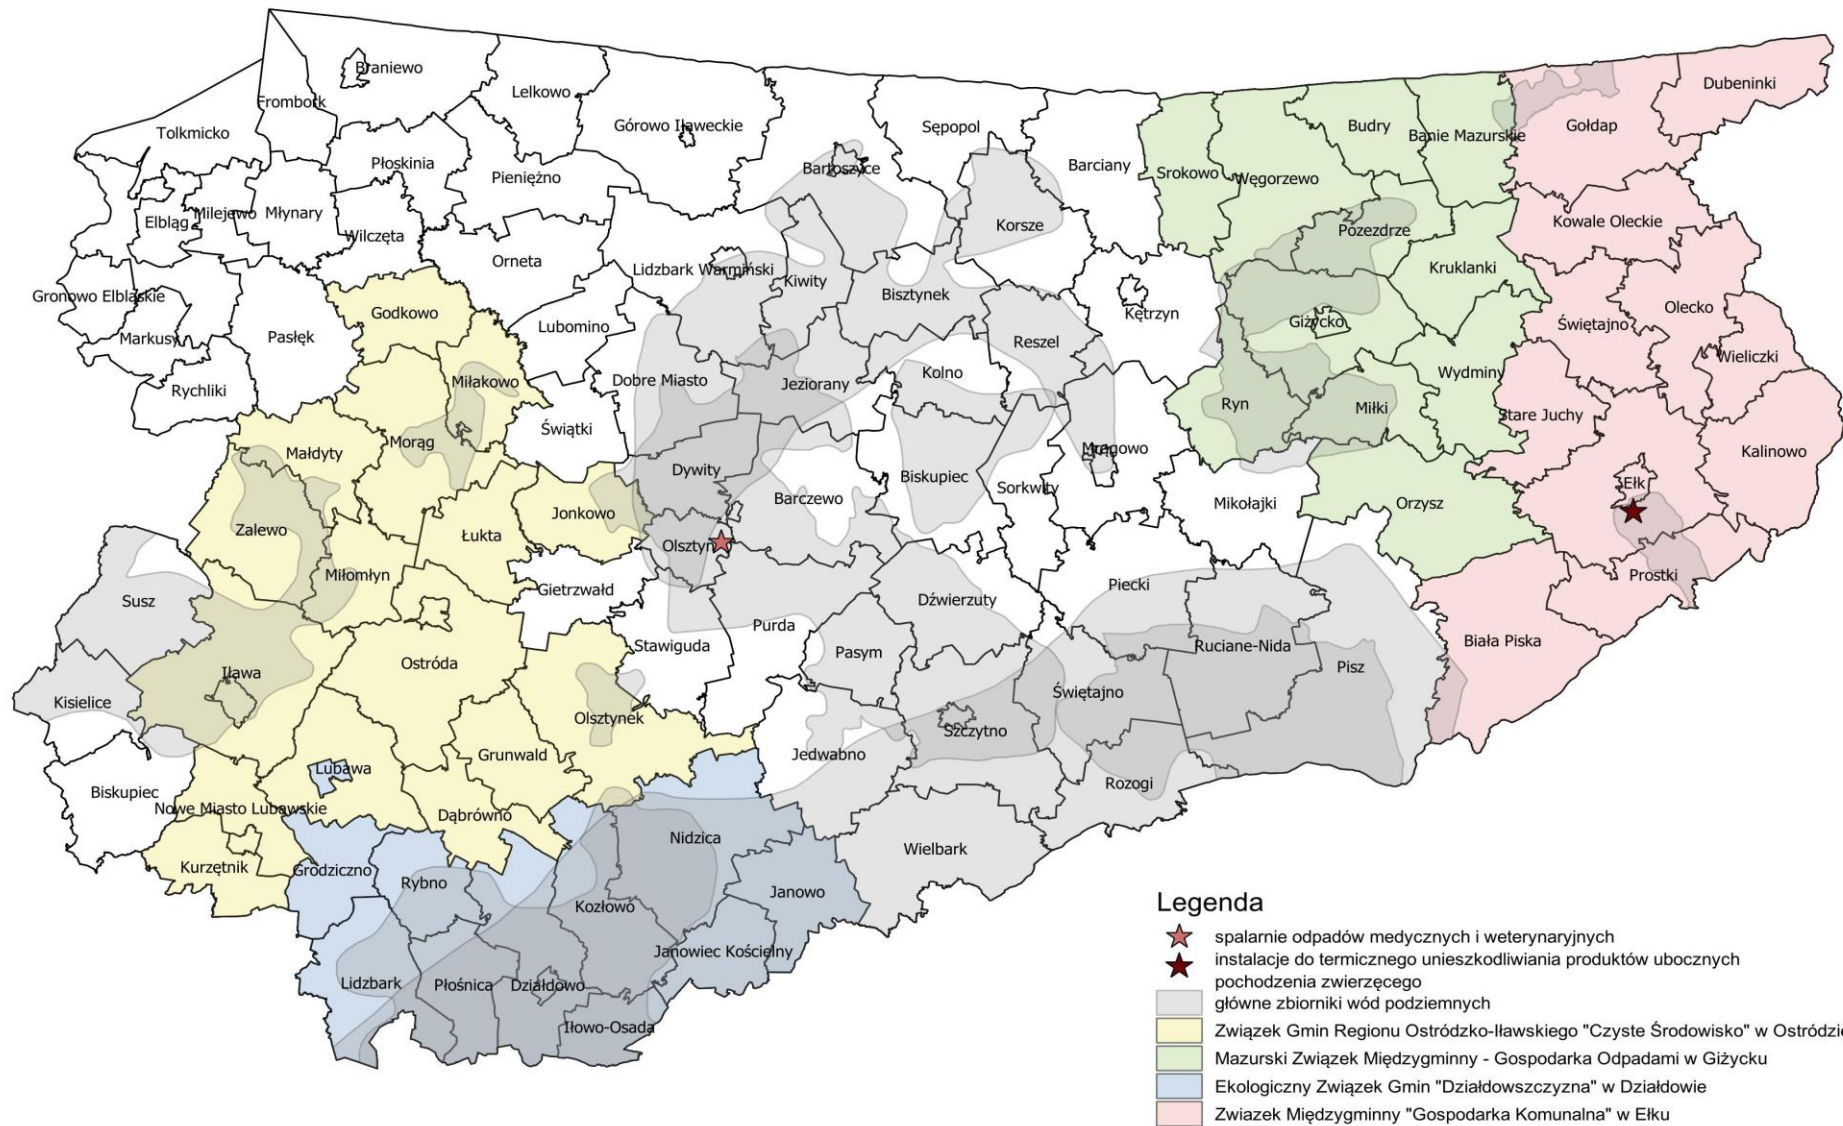 Braniewo
Lelkowo
Dubeninki
Frombork
Tolkmicko
Górowo Iławeckie
Sępopol
Budry
Banie Mazurskie
Gołdap
Płoskinia
Bartoszyce
Barciany
Pieniężno
Srokowo
Węgorzewo
Elbląg
Milejewo
Młynary
Wilczęta
Korsze
Pozezdrze
Kowale Oleckie
Orneta
Lidzbark Warmiński
Kiwity
Bisztynek
Kruklanki
Gronowo Elbląskie
Godkowo
Lubomino
Kętrzyn
Giżycko
Świętajno
Olecko
Markusy
Pasłęk
Reszel
Wieliczki
Rychliki
Miłakowo
Dobre Miasto
Jeziorany
Kolno
Wydminy
Ryn
Miłki
Stare Juchy
Świątki
Małdyty
Morąg
Mrągowo
Kalinowo
Dywity
Barczewo
Biskupiec
Sorkwity
Mikołajki
Orzysz
Ełk
Zalewo
Łukta
Jonkowo
Olsztyn
Miłomłyn
Gietrzwałd
Piecki
Prostki
Susz
Dźwierzuty
Purda
Stawiguda
Pasym
Ruciane-Nida
Biała Piska
Ostróda
Pisz
Iława
Kisielice
Świętajno
Olsztynek
Szczytno
Jedwabno
Grunwald
Lubawa
Biskupiec
Rozogi
Nowe Miasto Lubawskie
Dąbrówno
Nidzica
Wielbark
Kurzętnik
Grodziczno
Rybno
Janowo
Kozłowo
Janowiec Kościelny
Lidzbark
Płośnica
Działdowo
Iłowo-Osada
Legenda
spalarnie odpadów medycznych i weterynaryjnych
instalacje do termicznego unieszkodliwiania produktów ubocznych
pochodzenia zwierzęcego
główne zbiorniki wód podziemnych
Związek Gmin Regionu Ostródzko-Iławskiego "Czyste Środowisko" w Ostródzie
Mazurski Związek Międzygminny - Gospodarka Odpadami w Giżycku
Ekologiczny Związek Gmin "Działdowszczyzna" w Działdowie
Zwiazek Międzygminny "Gospodarka Komunalna" w Ełku